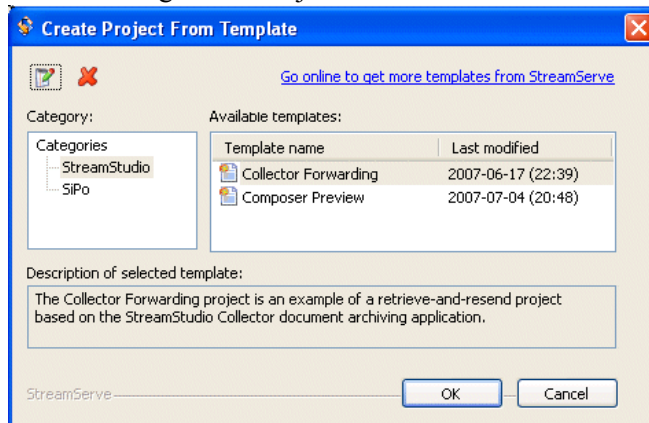 Create Project From Template
Go online to get more templates from StreamServe
Category:
Available templates:
Categories
StreamStudio
SiPo
Template name Last modified
Collector Forwarding 2007-06-17 (22:39)
Composer Preview 2007-07-04 (20:48)
Description of selected template:
The Collector Forwarding project is an example of a retrieve-and-resend project
based on the StreamStudio Collector document archiving application.
StreamServe
OK Cancel